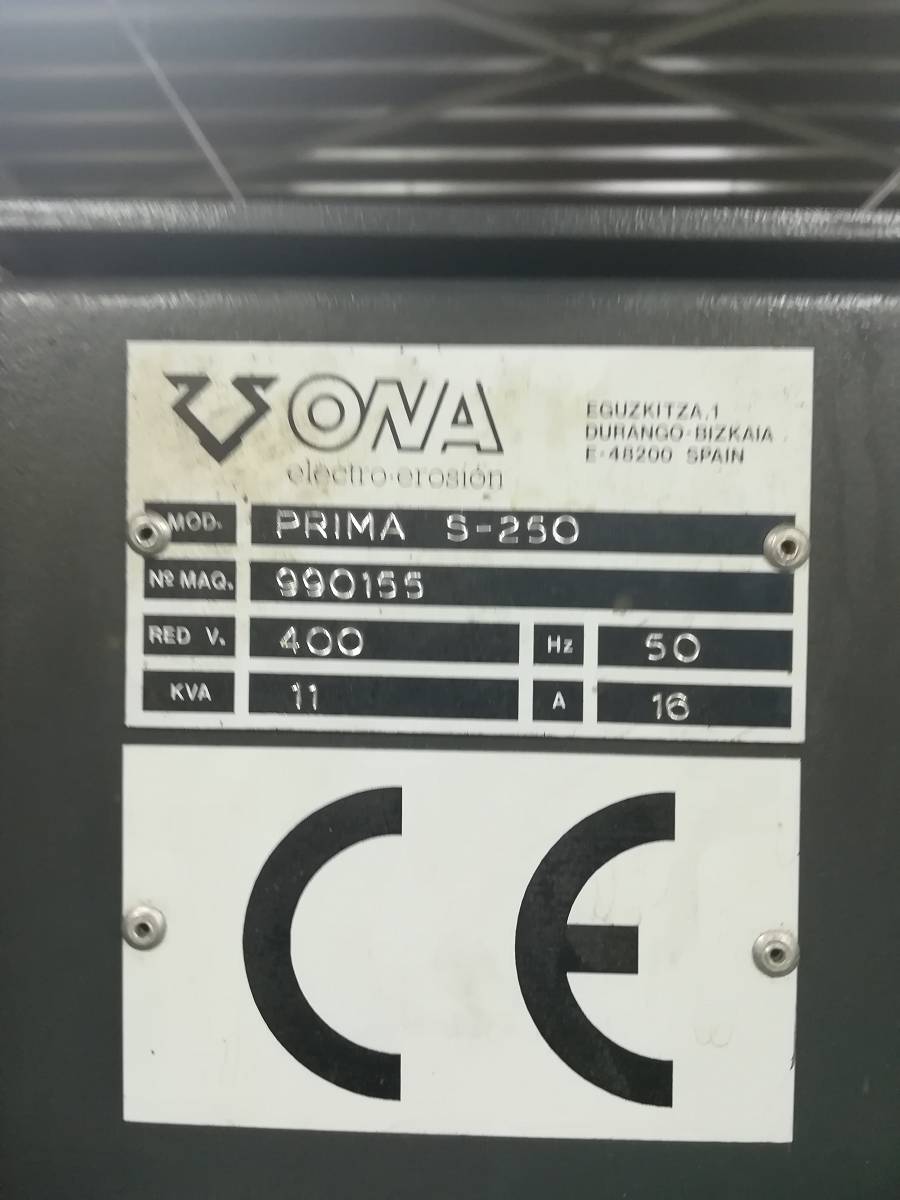 ONA
electro-erosión
EGUZKITZA, 1
DURANGO-BIZKAIA
E-48200 SPAIN
MOD. PRIMA S-250
Nº MAQ. 990155
RED V. 400 Hz 50
KVA 11 A 16
CE